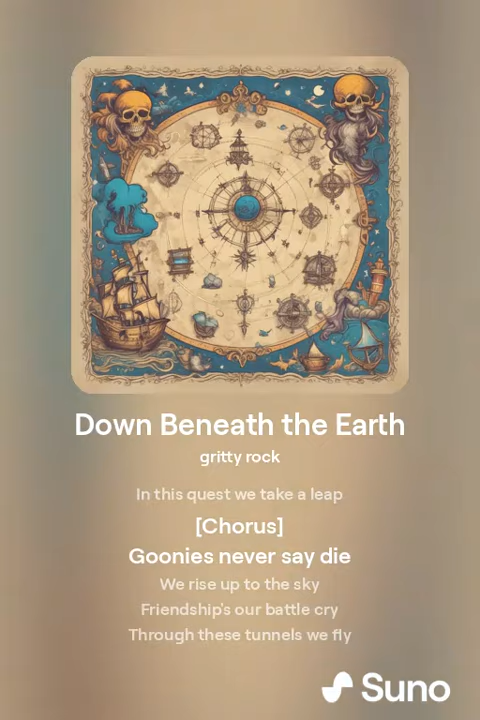 Down Beneath the Earth
gritty rock
In this quest we take a leap
[Chorus]
Goonies never say die
We rise up to the sky
Friendship's our battle cry
Through these tunnels we fly
Suno